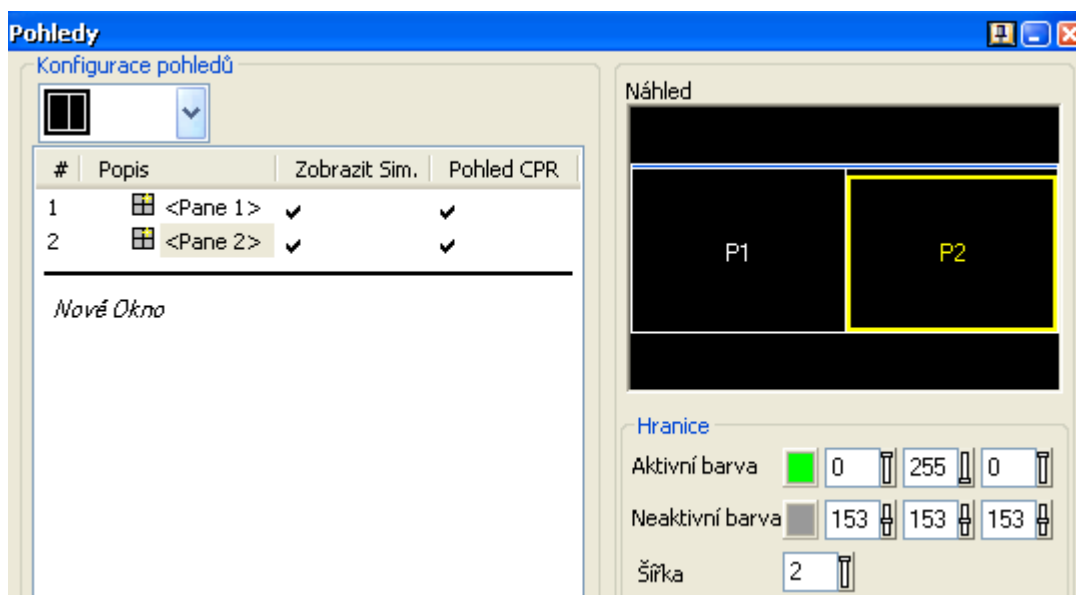 Pohledy
Konfigurace pohledů
# Popis Zobrazit Sim. Pohled CPR
1 <Pane 1>
2 <Pane 2>
Nové Okno
Náhled
P1 P2
Hranice
Aktivní barva 0 255 0
Neaktivní barva 153 153 153
Šířka 2